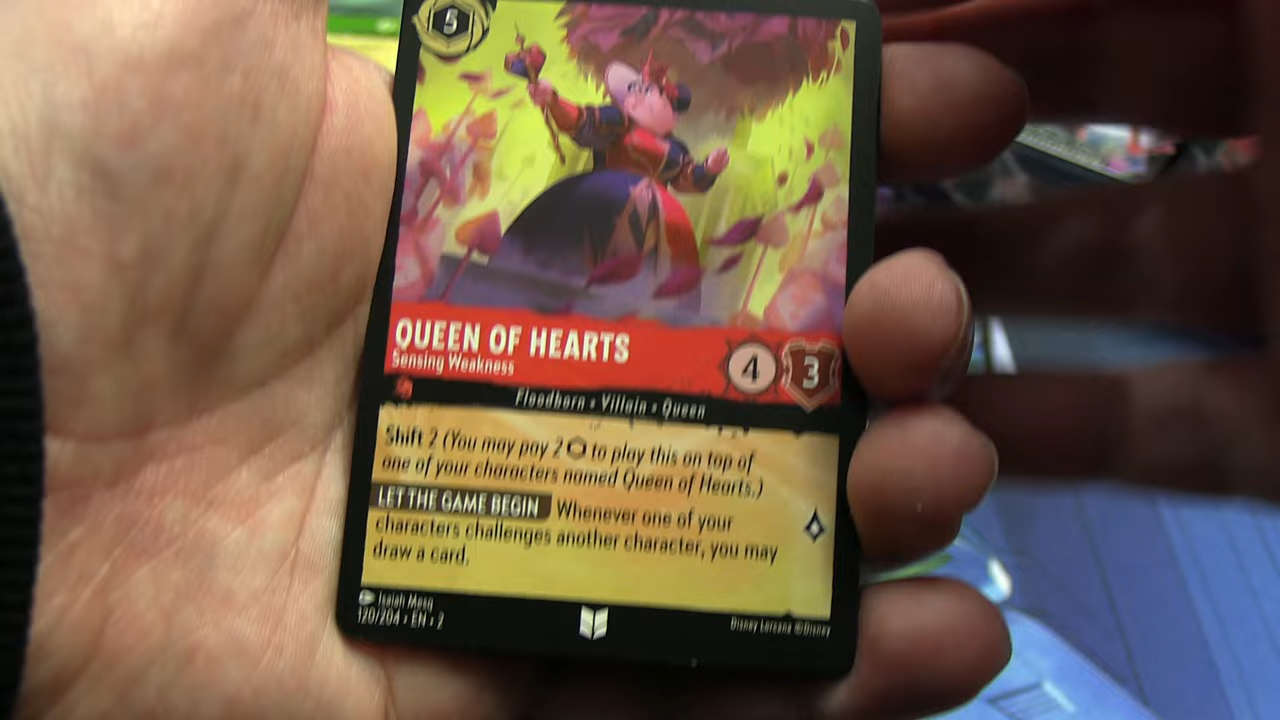 5
QUEEN OF HEARTS
Sensing Weakness
4 3
Floodborn • Villain • Queen
Shift 2 (You may pay 2 to play this on top of
one of your characters named Queen of Hearts.)
LET THE GAME BEGIN Whenever one of your
characters challenges another character, you may
draw a card.
Isaiah Mesq
120/204 • EN • 2
Disney Lorcana ©Disney